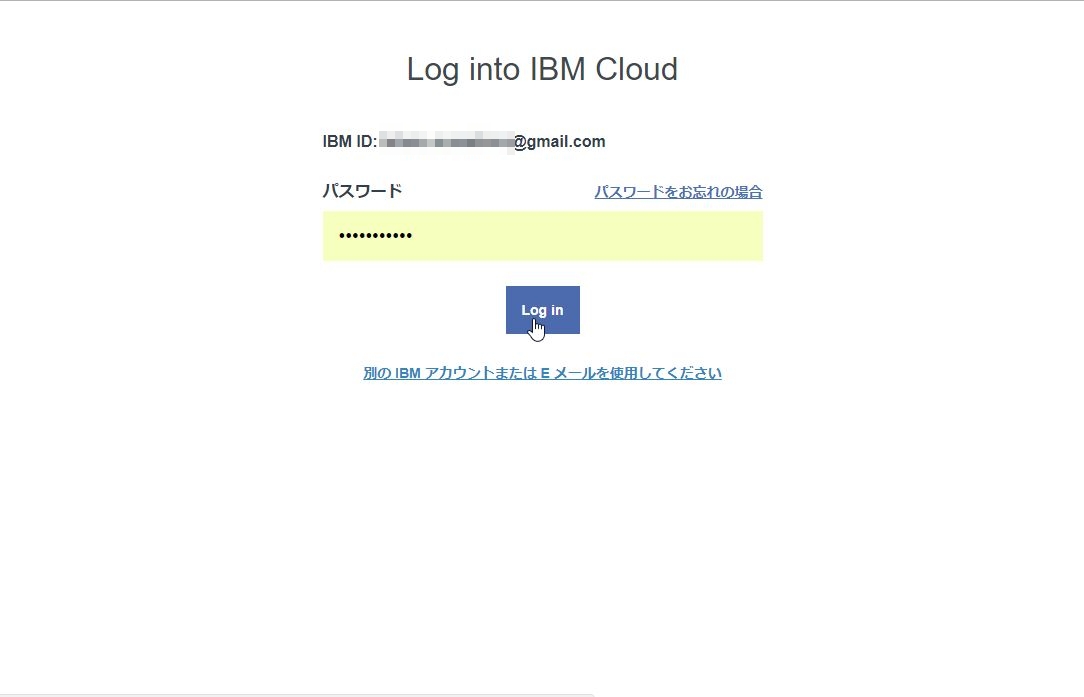 Log into IBM Cloud
IBM ID: @gmail.com
パスワード パスワードをお忘れの場合
•••••••••••
Log in
別の IBM アカウントまたは E メールを使用してください